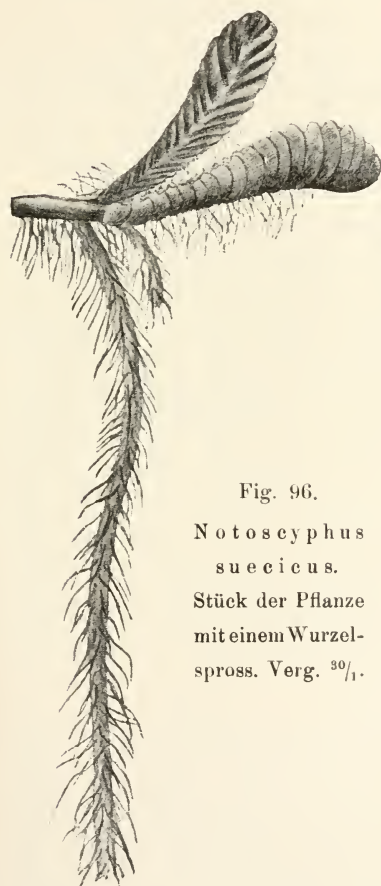 Fig. 96.
Notoscyphus
suecicus.
Stück der Pflanze
mit einem Wurzel-
spross. Verg. ³⁰/₁.